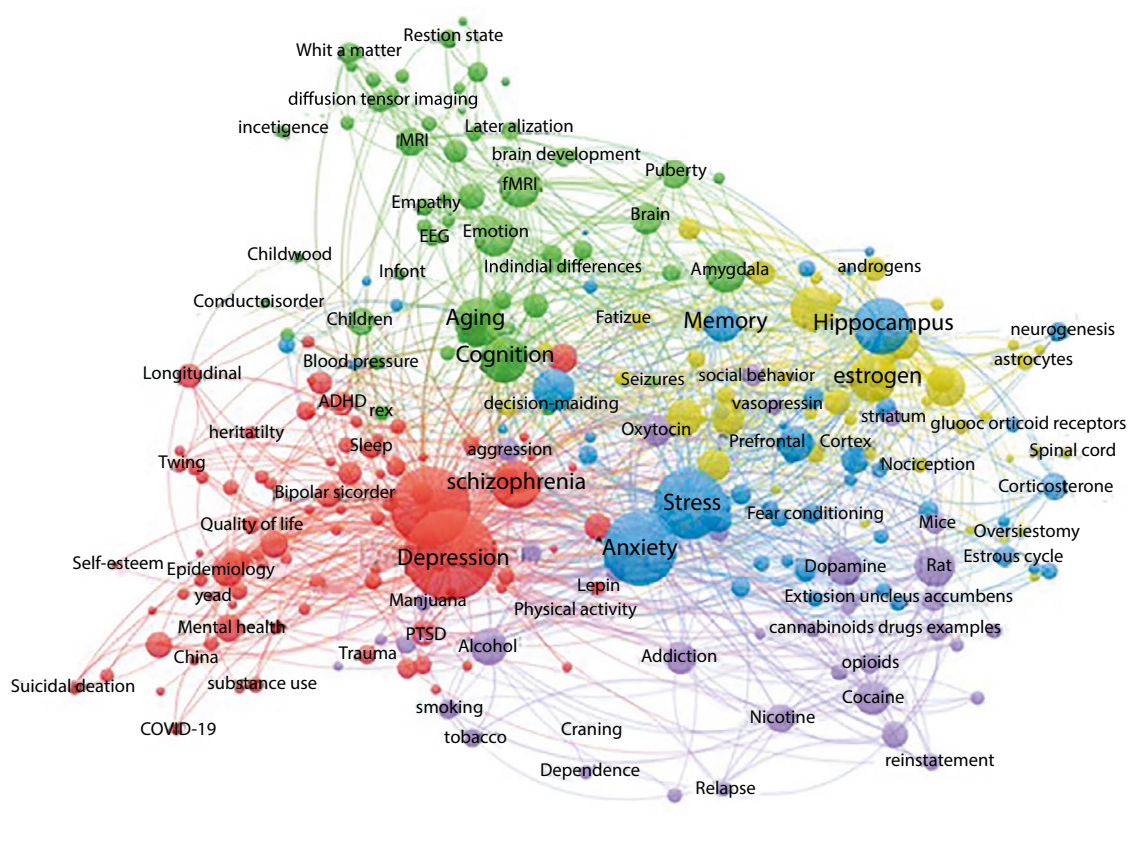 Restion state
Whit a matter
diffusion tensor imaging
incetigence
Later alization
MRI
brain development
Puberty
fMRI
Empathy
Brain
EEG
Emotion
Childwood
Infont
Indindial differences
Amygdala
androgens
Conductoisorder
Children
Aging
Fatizue
Memory
Hippocampus
neurogenesis
Blood pressure
Cognition
astrocytes
Longitudinal
Seizures
social behavior
estrogen
ADHD
rex
decision-maiding
vasopressin
striatum
gluooc orticoid receptors
heritatilty
Sleep
aggression
Oxytocin
Prefrontal
Cortex
Spinal cord
Twing
Nociception
Bipolar sicorder
schizophrenia
Corticosterone
Stress
Quality of life
Fear conditioning
Mice
Oversiestomy
Self-esteem
Epidemiology
Depression
Anxiety
Dopamine
Rat
Estrous cycle
yead
Manjuana
Lepin
Extiosion uncleus accumbens
Physical activity
Mental health
PTSD
cannabinoids drugs examples
China
Trauma
Alcohol
Addiction
opioids
Suicidal deation
substance use
Cocaine
smoking
Nicotine
COVID-19
tobacco
Craning
reinstatement
Dependence
Relapse